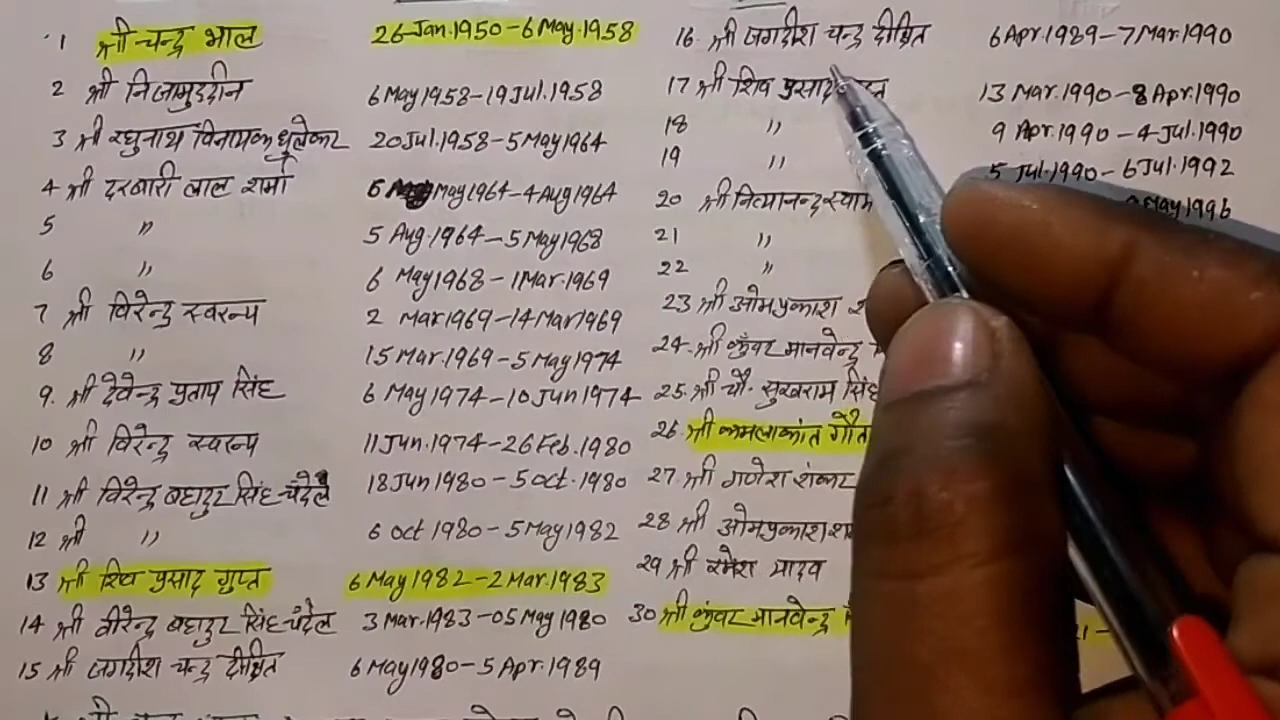 1 श्री चन्द्र भाल 26 Jan.1950-6 May.1958
2 श्री निजामुद्दीन 6 May 1958-19 Jul.1958
3 श्री रघुनाथ विनायक धुलेकर 20 Jul.1958-5 May 1964
4 श्री दरबारी लाल शर्मा 6 May 1964-4 Aug 1964
5 〃 5 Aug.1964-5 May 1968
6 〃 6 May 1968-1 Mar.1969
7 श्री विरेन्द्र स्वरूप 2 Mar 1969-14 Mar 1969
8 〃 15 Mar.1969-5 May 1974
9. श्री देवेन्द्र प्रताप सिंह 6 May 1974-10 Jun 1974
10 श्री विरेन्द्र स्वरूप 11 Jun.1974-26 Feb.1980
11 श्री विरेन्द्र बहादुर सिंह-चंदेल 18 Jun 1980-5 oct.1980
12 श्री 〃 6 oct 1980-5 May 1982
13 श्री शिव प्रसाद गुप्त 6 May 1982-2 Mar.1983
14 श्री वीरेन्द्र बहादुर सिंह-चंदेल 3 Mar.1983-05 May 1980
15 श्री जगदीश चन्द्र दीक्षित 6 May 1980-5 Apr.1989
16. श्री जगदीश चन्द्र दीक्षित 6 Apr.1989-7 Mar.1990
17 श्री शिव प्रसाद 13 Mar.1990-8 Apr.1990
18 〃 9 Apr.1990-4 Jul.1990
19 〃 5 Jul.1990-6 Jul.1992
20 श्री नित्यानन्द स्वाम May 1996
21 〃
22 〃
23 श्री ओमप्रकाश
24-श्री कुँवर मानवेन्द्र
25. श्री चौ. सुखराम सिंह
26 श्री कमलाकांत गौत
27 श्री गणेश शंकर
28 श्री ओमप्रकाश श
29 श्री रमेश यादव
30 श्री कुंवर मानवेन्द्र 21-